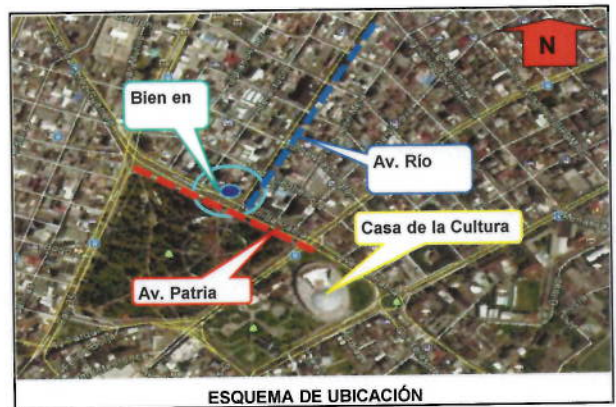 N
Bien en
Av. Río
Casa de la Cultura
Av. Patria
ESQUEMA DE UBICACIÓN